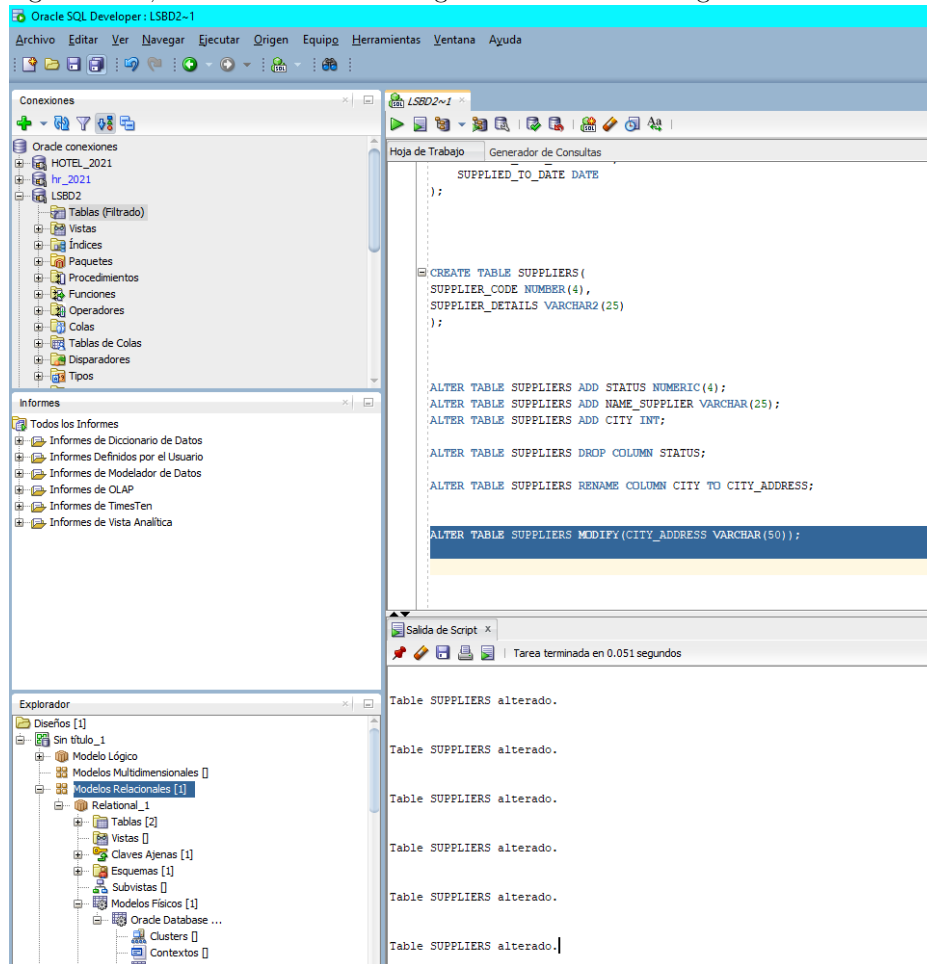 Oracle SQL Developer : LSBD2~1
Archivo Editar Ver Navegar Ejecutar Origen Equipo Herramientas Ventana Ayuda
Conexiones
Oracle conexiones
HOTEL_2021
hr_2021
LSBD2
Tablas (Filtrado)
Vistas
Índices
Paquetes
Procedimientos
Funciones
Operadores
Colas
Tablas de Colas
Disparadores
Tipos
Informes
Todos los Informes
Informes de Diccionario de Datos
Informes Definidos por el Usuario
Informes de Modelador de Datos
Informes de OLAP
Informes de TimesTen
Informes de Vista Analítica
Explorador
Diseños [1]
Sin título_1
Modelo Lógico
Modelos Multidimensionales []
Modelos Relacionales [1]
Relational_1
Tablas [2]
Vistas []
Claves Ajenas [1]
Esquemas [1]
Subvistas []
Modelos Físicos [1]
Oracle Database ...
Clusters []
Contextos []
LSBD2~1
Hoja de Trabajo Generador de Consultas
SUPPLIED_TO_DATE DATE
);
CREATE TABLE SUPPLIERS(
SUPPLIER_CODE NUMBER(4),
SUPPLIER_DETAILS VARCHAR2(25)
);
ALTER TABLE SUPPLIERS ADD STATUS NUMERIC(4);
ALTER TABLE SUPPLIERS ADD NAME_SUPPLIER VARCHAR(25);
ALTER TABLE SUPPLIERS ADD CITY INT;
ALTER TABLE SUPPLIERS DROP COLUMN STATUS;
ALTER TABLE SUPPLIERS RENAME COLUMN CITY TO CITY_ADDRESS;
ALTER TABLE SUPPLIERS MODIFY(CITY_ADDRESS VARCHAR(50));
Salida de Script x
Tarea terminada en 0.051 segundos
Table SUPPLIERS alterado.
Table SUPPLIERS alterado.
Table SUPPLIERS alterado.
Table SUPPLIERS alterado.
Table SUPPLIERS alterado.
Table SUPPLIERS alterado.